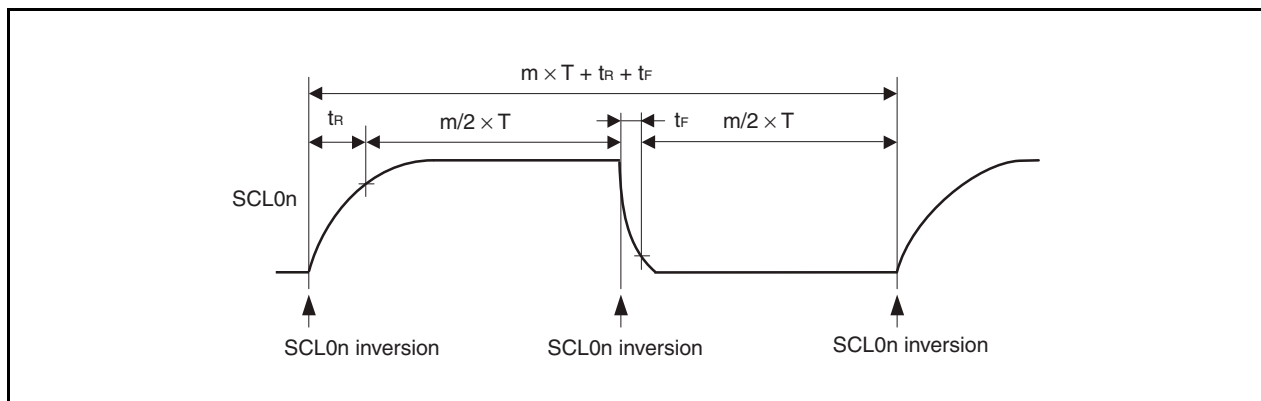 m × T + tR + tF
tR
m/2 × T
tF
m/2 × T
SCL0n
SCL0n inversion
SCL0n inversion
SCL0n inversion